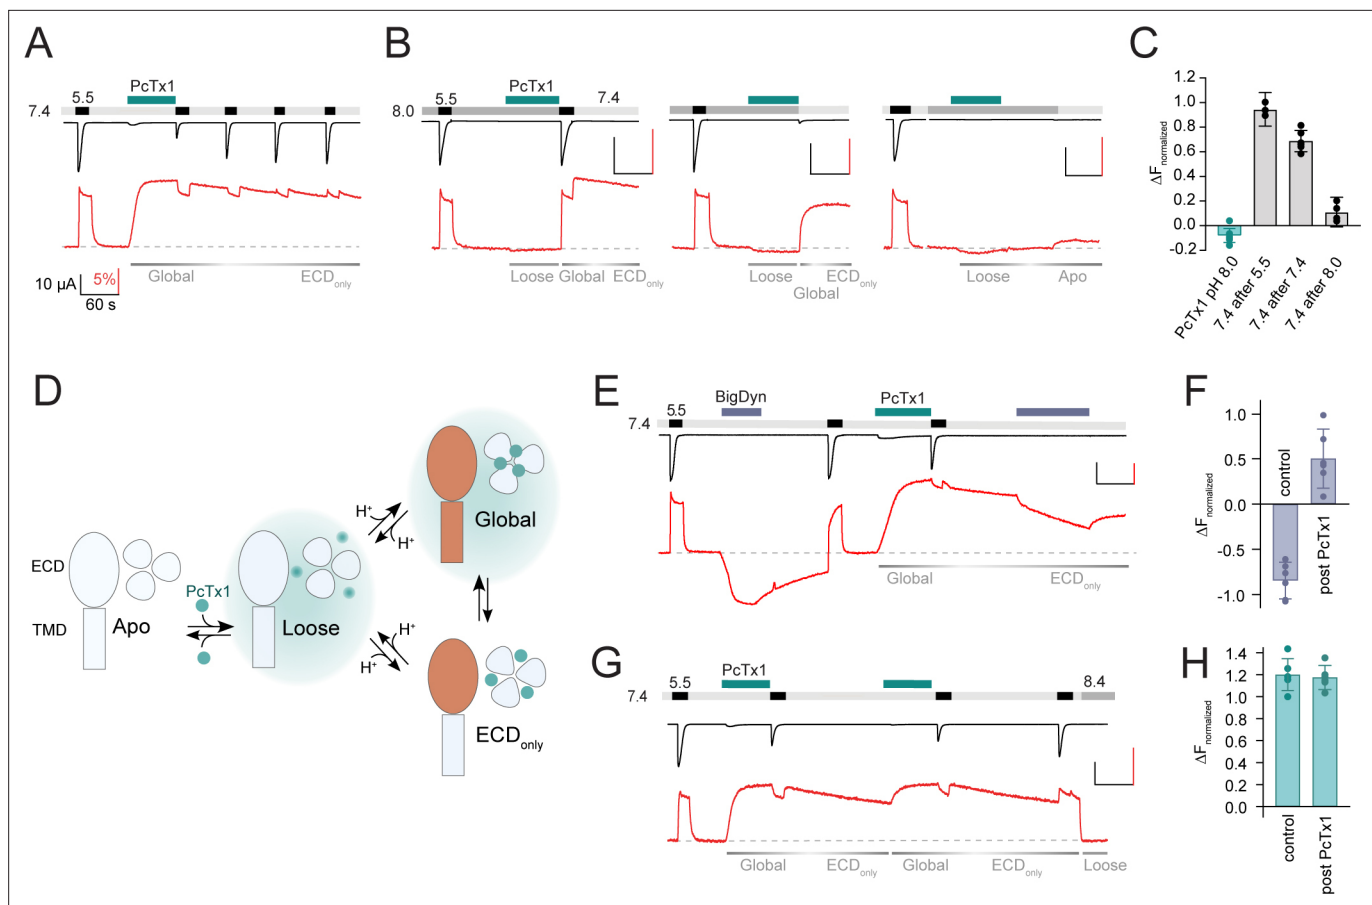 A
PcTx1
5.5
7.4
Global
ECDonly
10 µA
5%
60 s
B
PcTx1
5.5
7.4
8.0
Loose
Global
ECDonly
Loose
ECDonly
Global
Loose
Apo
C
ΔFnormalized
1.2
1.0
0.8
0.6
0.4
0.2
0.0
-0.2
PcTx1 pH 8.0
7.4 after 5.5
7.4 after 7.4
7.4 after 8.0
D
ECD
TMD
Apo
PcTx1
Loose
H+
H+
Global
H+
H+
ECDonly
E
BigDyn
PcTx1
5.5
7.4
Global
ECDonly
F
ΔFnormalized
1.0
0.5
0.0
-0.5
-1.0
control
post PcTx1
G
PcTx1
5.5
8.4
7.4
Global
ECDonly
Global
ECDonly
Loose
H
ΔFnormalized
1.4
1.2
1.0
0.8
0.6
0.4
0.2
0.0
control
post PcTx1